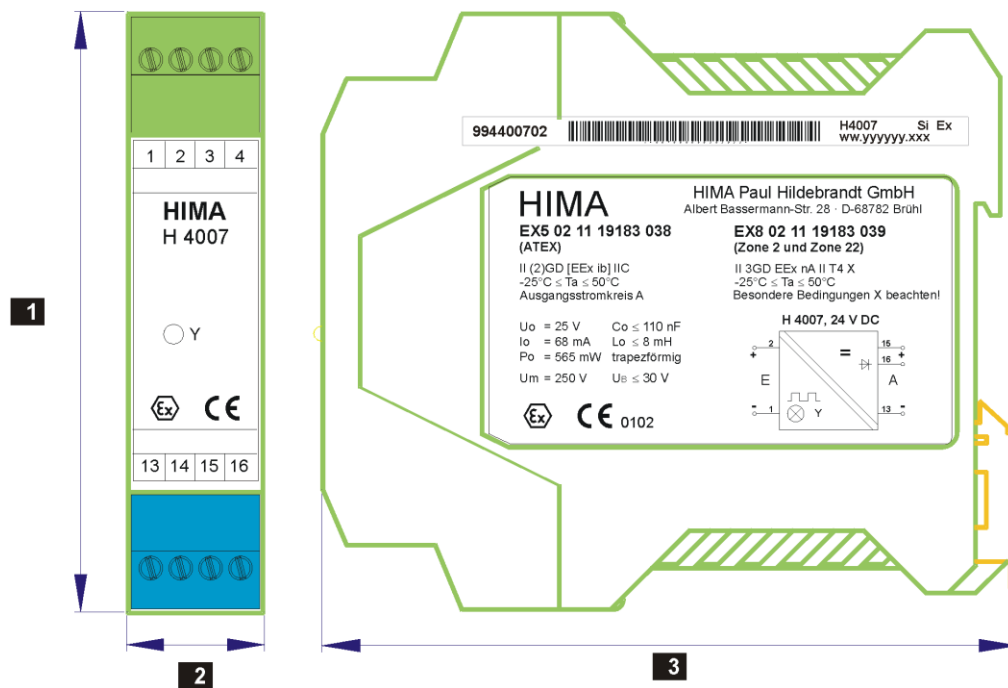 1 2 3 4
HIMA
H 4007
Y
Ex CE
13 14 15 16
1
2
3
994400702
H4007 Si Ex
ww.yyyyyy.xxx
HIMA
HIMA Paul Hildebrandt GmbH
Albert Bassermann-Str. 28 · D-68782 Brühl
EX5 02 11 19183 038
(ATEX)
II (2)GD [EEx ib] IIC
-25°C ≤ Ta ≤ 50°C
Ausgangsstromkreis A
EX8 02 11 19183 039
(Zone 2 und Zone 22)
II 3GD EEx nA II T4 X
-25°C ≤ Ta ≤ 50°C
Besondere Bedingungen X beachten!
Uo = 25 V Co ≤ 110 nF
Io = 68 mA Lo ≤ 8 mH
Po = 565 mW trapezförmig
Um = 250 V UB ≤ 30 V
Ex CE 0102
H 4007, 24 V DC
2 = 15
+ 16 +
E A
- 1 Y 13 -